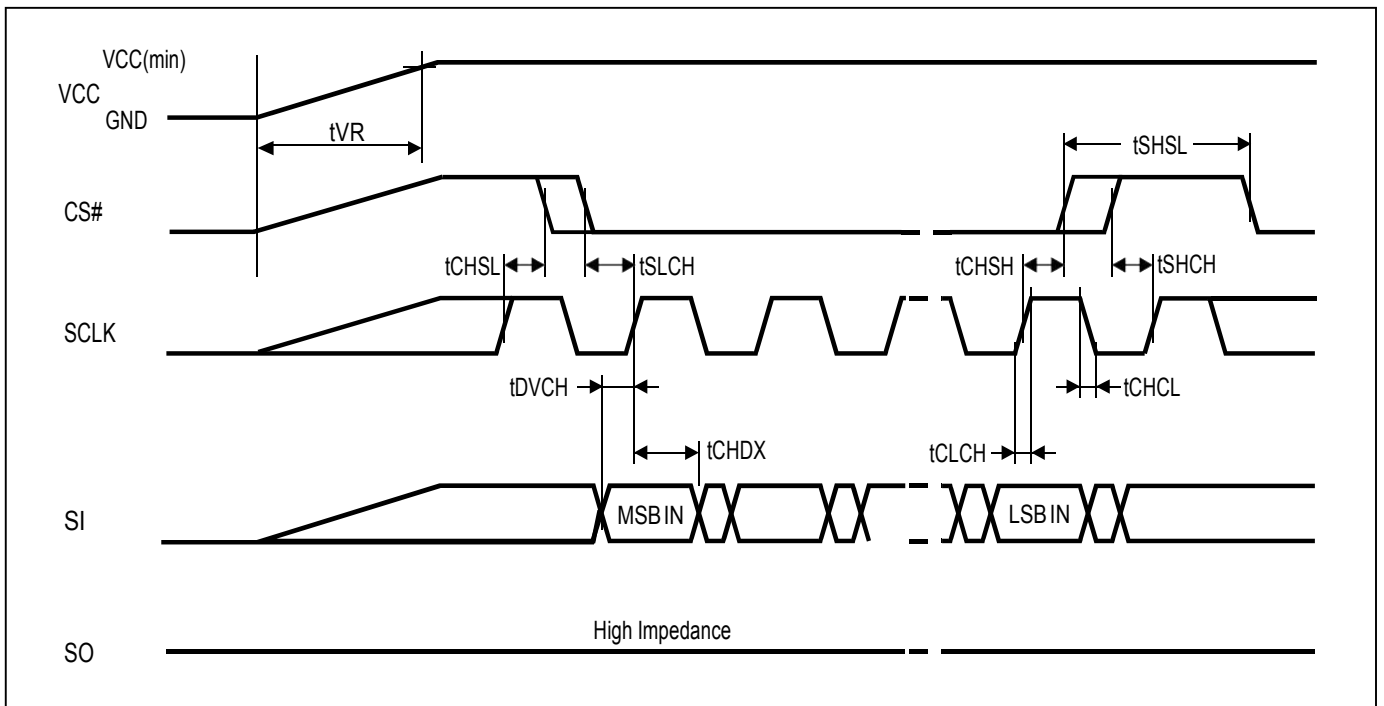 VCC(min)
VCC
GND
tVR
tSHSL
CS#
tCHSL
tSLCH
tCHSH
tSHCH
SCLK
tDVCH
tCHCL
tCHDX
tCLCH
SI
MSB IN
LSB IN
High Impedance
SO